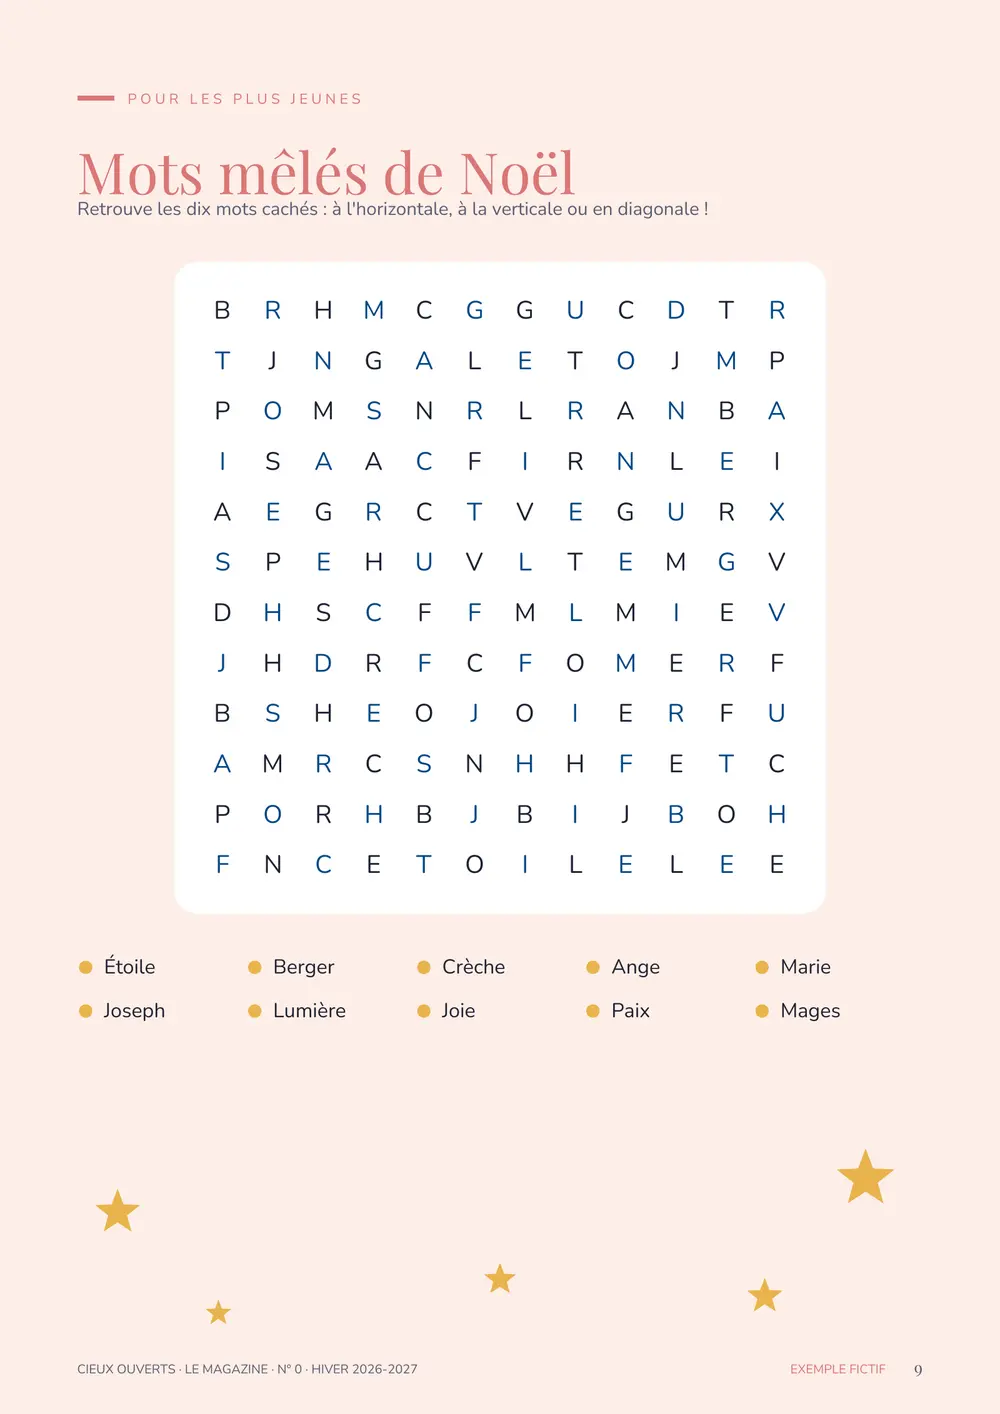 POUR LES PLUS JEUNES
Mots mêlés de Noël
Retrouve les dix mots cachés : à l'horizontale, à la verticale ou en diagonale !
B R H M C G G U C D T R
T J N G A L E T O J M P
P O M S N R L R A N B A
I S A A C F I R N L E I
A E G R C T V E G U R X
S P E H U V L T E M G V
D H S C F F M L M I E V
J H D R F C F O M E R F
B S H E O J O I E R F U
A M R C S N H H F E T C
P O R H B J B I J B O H
F N C E T O I L E L E E
Étoile
Berger
Crèche
Ange
Marie
Joseph
Lumière
Joie
Paix
Mages
CIEUX OUVERTS · LE MAGAZINE · N° 0 · HIVER 2026-2027
EXEMPLE FICTIF 9